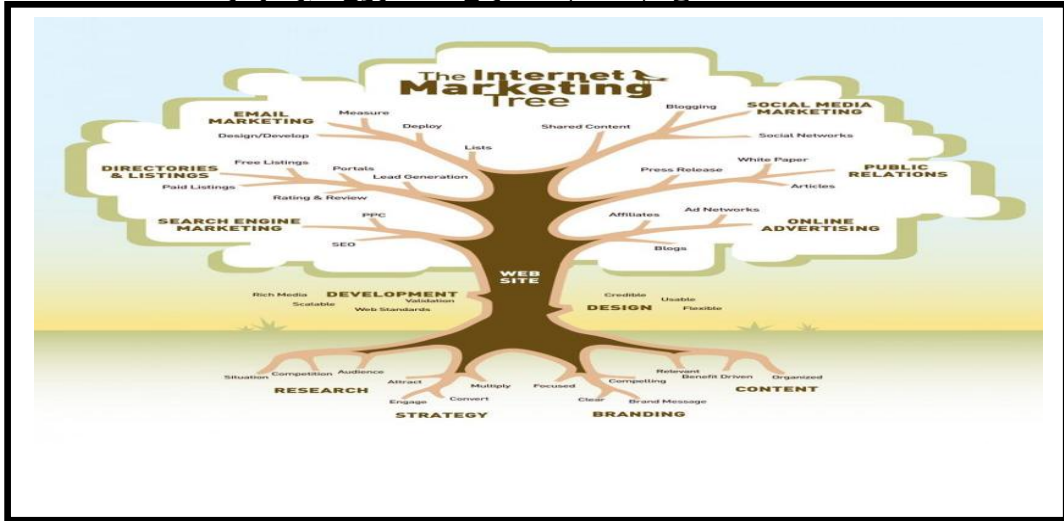 The Internet
Marketing
Tree
EMAIL
MARKETING
Measure
Design/Develop
Deploy
Lists
DIRECTORIES
& LISTINGS
Free Listings
Portals
Paid Listings
Lead Generation
Rating & Review
SEARCH ENGINE
MARKETING
PPC
SEO
Shared Content
Blogging
SOCIAL MEDIA
MARKETING
Social Networks
Press Release
White Paper
Articles
PUBLIC
RELATIONS
Affiliates
Ad Networks
Blogs
ONLINE
ADVERTISING
WEB
SITE
Rich Media
DEVELOPMENT
Scalable
Validation
Web Standards
Credible
Usable
DESIGN
Flexible
Situation
Competition
Audience
RESEARCH
Attract
Engage
Convert
Multiply
STRATEGY
Focused
Clear
Compelling
Brand Message
BRANDING
Relevant
Benefit Driven
Organized
CONTENT